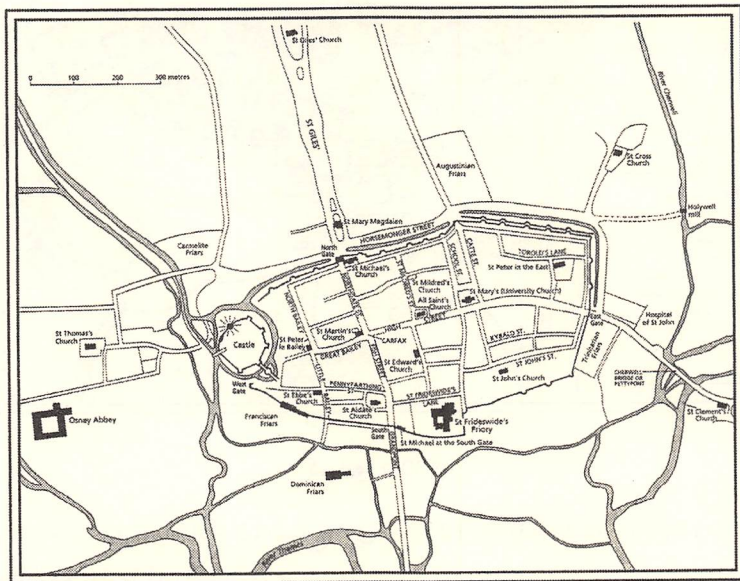 St Giles' Church
0 100 200 300 metres
River Cherwell
ST GILES'
Augustinian
Friars
St Cross
Church
Holywell
mill
St Mary Magdalen
HORSEMONGER STREET
Carmelite
Friars
North
Gate
St Michael's
Church
CATTE ST.
SCHOOL ST.
TOROLD'S LANE
St Peter in the East
St Mildred's
Church
St Mary's (University Church)
All Saint's
Church
NORTH BAILEY
HIGH
STREET
East
Gate
Hospital
of St John
St Thomas's
Church
Castle
St Peter
le Bailey
St Martin's
Church
CARFAX
GREAT BAILEY
KYBALD ST.
St Edward's
Church
ST JOHN'S ST.
Trinitarian
Friars
CHERWELL
BRIDGE OR
PETTYPONT
West
Gate
PENNYFARTHING
ST
LITTLE
BAILEY
St John's Church
St Ebbe's
Church
St Aldate's
Church
ST FRIDESWIDE'S
LANE
St Clement's
Church
Osney Abbey
Franciscan
Friars
South
Gate
St Frideswide's
Priory
St Michael at the South Gate
GRANDPONT
Dominican
Friars
River Thames